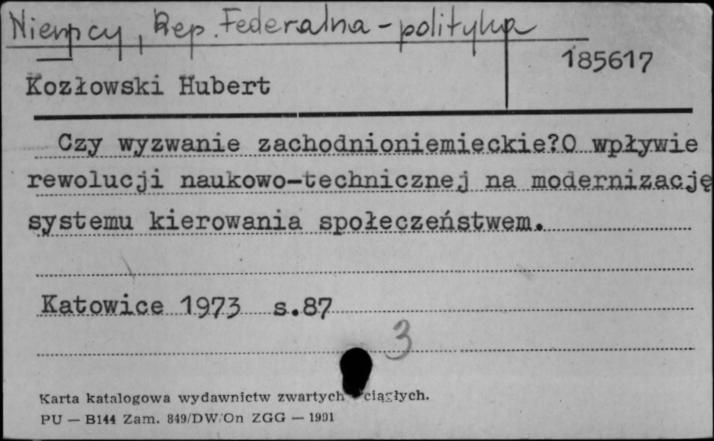 Niemcy, Rep. Federalna - polityka
185617
Kozłowski Hubert
Czy wyzwanie zachodnioniemieckie?O wpływie
rewolucji naukowo-technicznej na modernizację
systemu kierowania społeczeństwem.
Katowice 1973 s.87
3
Karta katalogowa wydawnictw zwartych ciągłych.
PU — B144 Zam. 849/DW/On ZGG — 1991